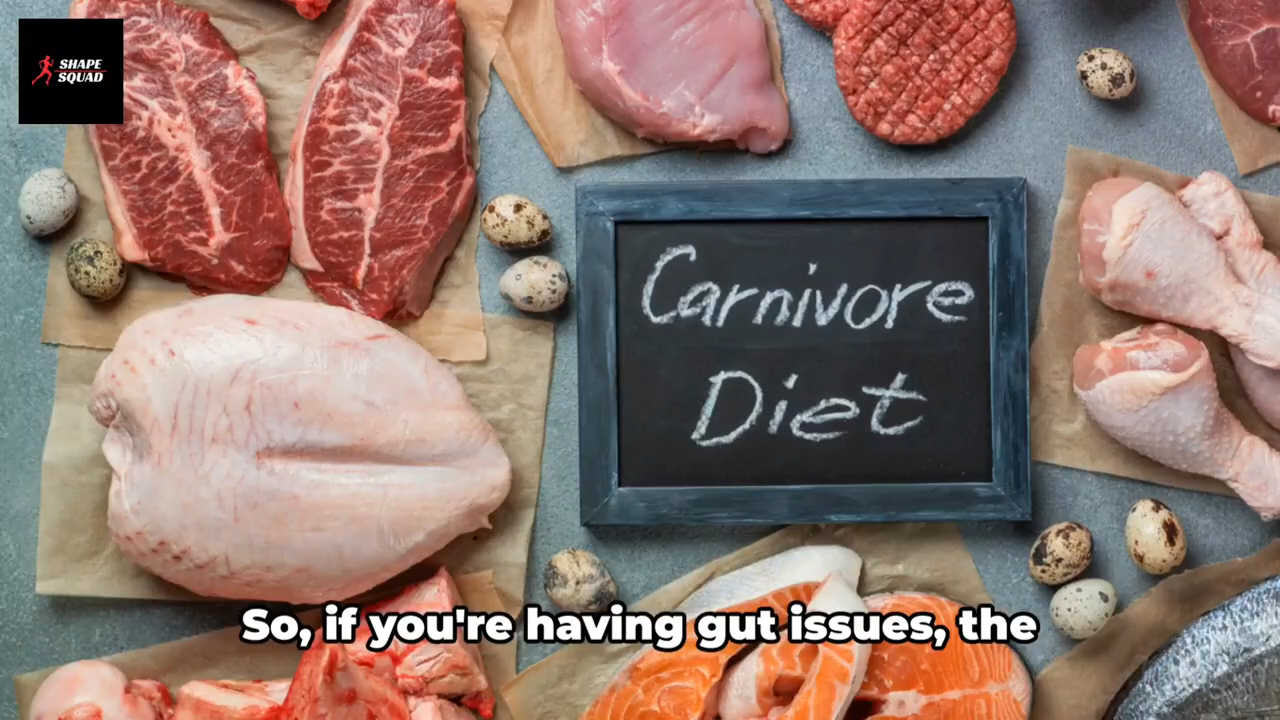 SHAPE
SQUAD
Carnivore
Diet
So, if you're having gut issues, the